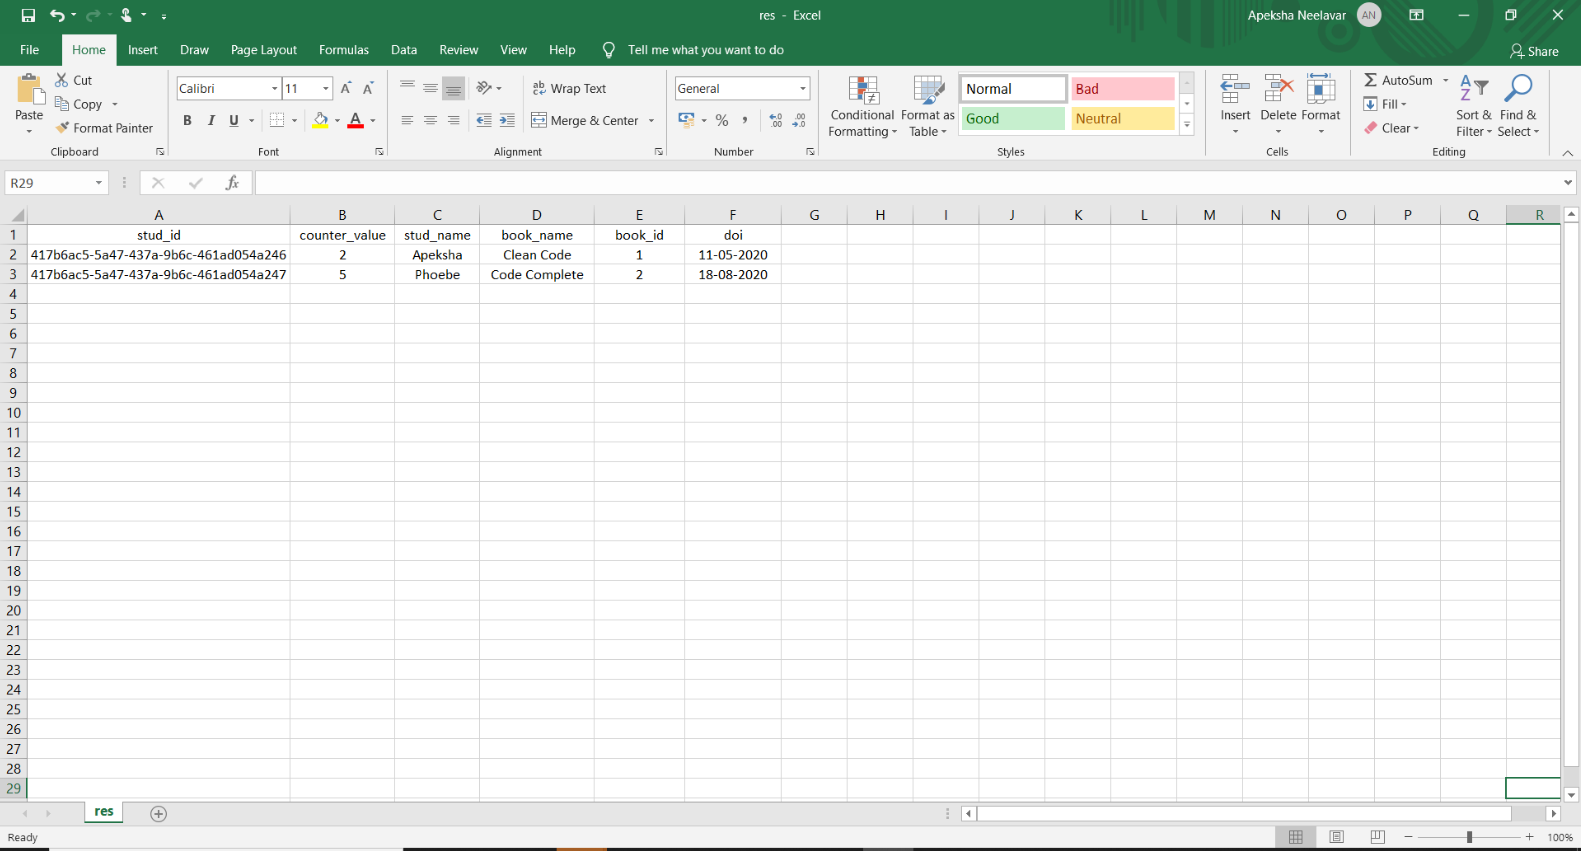 res - Excel
Apeksha Neelavar AN
File Home Insert Draw Page Layout Formulas Data Review View Help Tell me what you want to do Share
Paste
Cut
Copy
Format Painter
Clipboard
Calibri 11
B I U
Font
ab Wrap Text
Merge & Center
Alignment
General
% ,
Number
Conditional Formatting
Format as Table
Normal Bad
Good Neutral
Styles
Insert Delete Format
Cells
AutoSum
Fill
Clear
Sort & Filter
Find & Select
Editing
R29 fx
A B C D E F G H I J K L M N O P Q R
1 stud_id counter_value stud_name book_name book_id doi
2 417b6ac5-5a47-437a-9b6c-461ad054a246 2 Apeksha Clean Code 1 11-05-2020
3 417b6ac5-5a47-437a-9b6c-461ad054a247 5 Phoebe Code Complete 2 18-08-2020
4
5
6
7
8
9
10
11
12
13
14
15
16
17
18
19
20
21
22
23
24
25
26
27
28
29
res
Ready
100%